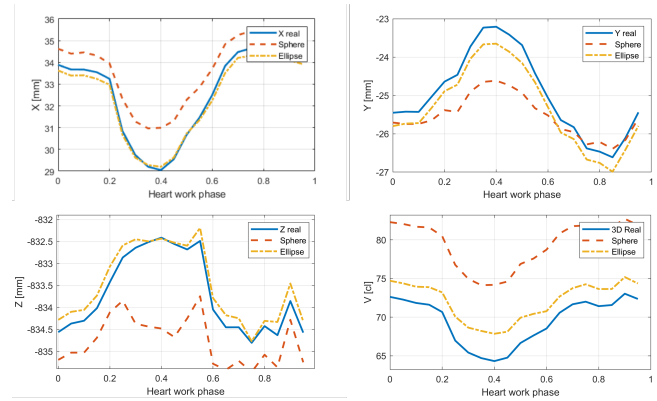 36
35
34
33
32
31
30
29
X [mm]
0
0.2
0.4
0.6
0.8
1
Heart work phase
X real
Sphere
Ellipse
-23
-24
-25
-26
-27
Y [mm]
0
0.2
0.4
0.6
0.8
1
Heart work phase
Y real
Sphere
Ellipse
-832
-832.5
-833
-833.5
-834
-834.5
-835
Z [mm]
0
0.2
0.4
0.6
0.8
1
Heart work phase
Z real
Sphere
Ellipse
80
75
70
65
V [cl]
0
0.2
0.4
0.6
0.8
1
Heart work phase
3D Real
Sphere
Ellipse